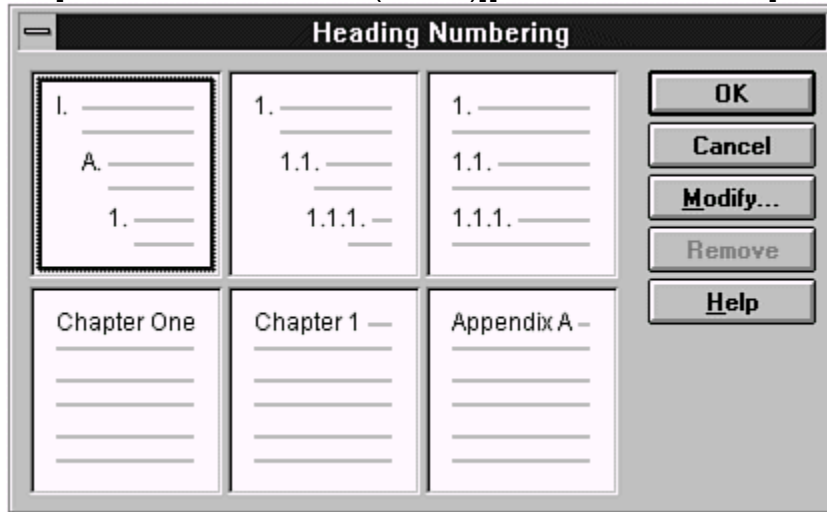 Heading Numbering
I.
A.
1.
1.
1.1.
1.1.1.
1.
1.1.
1.1.1.
Chapter One
Chapter 1
Appendix A
OK
Cancel
Modify...
Remove
Help